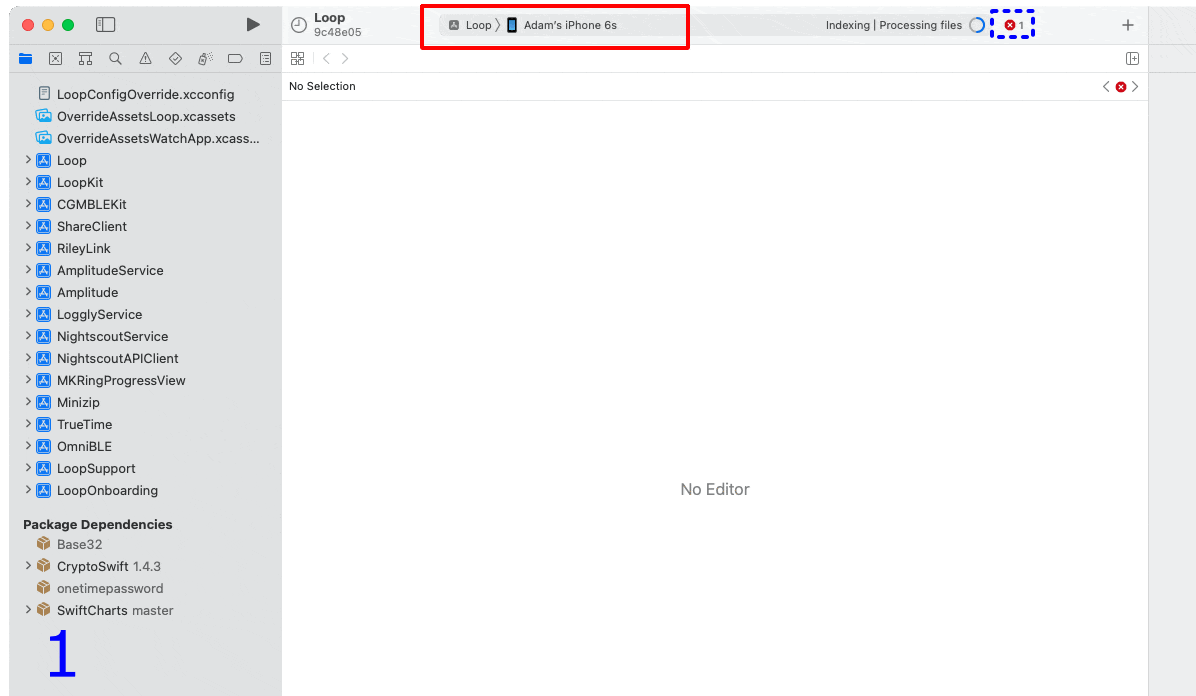 Loop
9c48e05
Loop
Adam's iPhone 6s
Indexing | Processing files
1
No Selection
LoopConfigOverride.xcconfig
OverrideAssetsLoop.xcassets
OverrideAssetsWatchApp.xcass...
Loop
LoopKit
CGMBLEKit
ShareClient
RileyLink
AmplitudeService
Amplitude
LogglyService
NightscoutService
NightscoutAPIClient
MKRingProgressView
Minizip
TrueTime
OmniBLE
LoopSupport
LoopOnboarding
Package Dependencies
Base32
CryptoSwift 1.4.3
onetimepassword
SwiftCharts master
1
No Editor